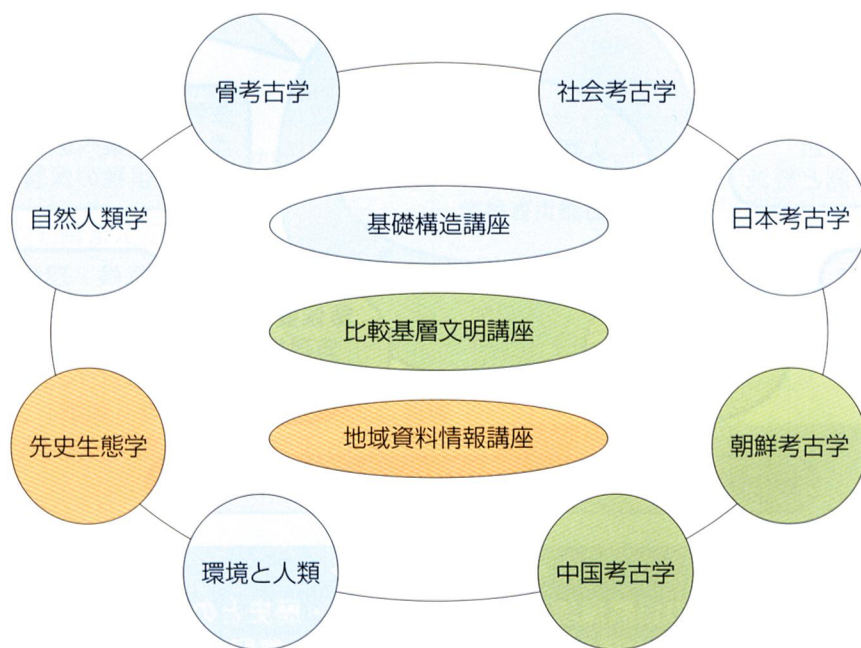 骨考古学
社会考古学
自然人類学
基礎構造講座
日本考古学
比較基層文明講座
先史生態学
地域資料情報講座
朝鮮考古学
環境と人類
中国考古学